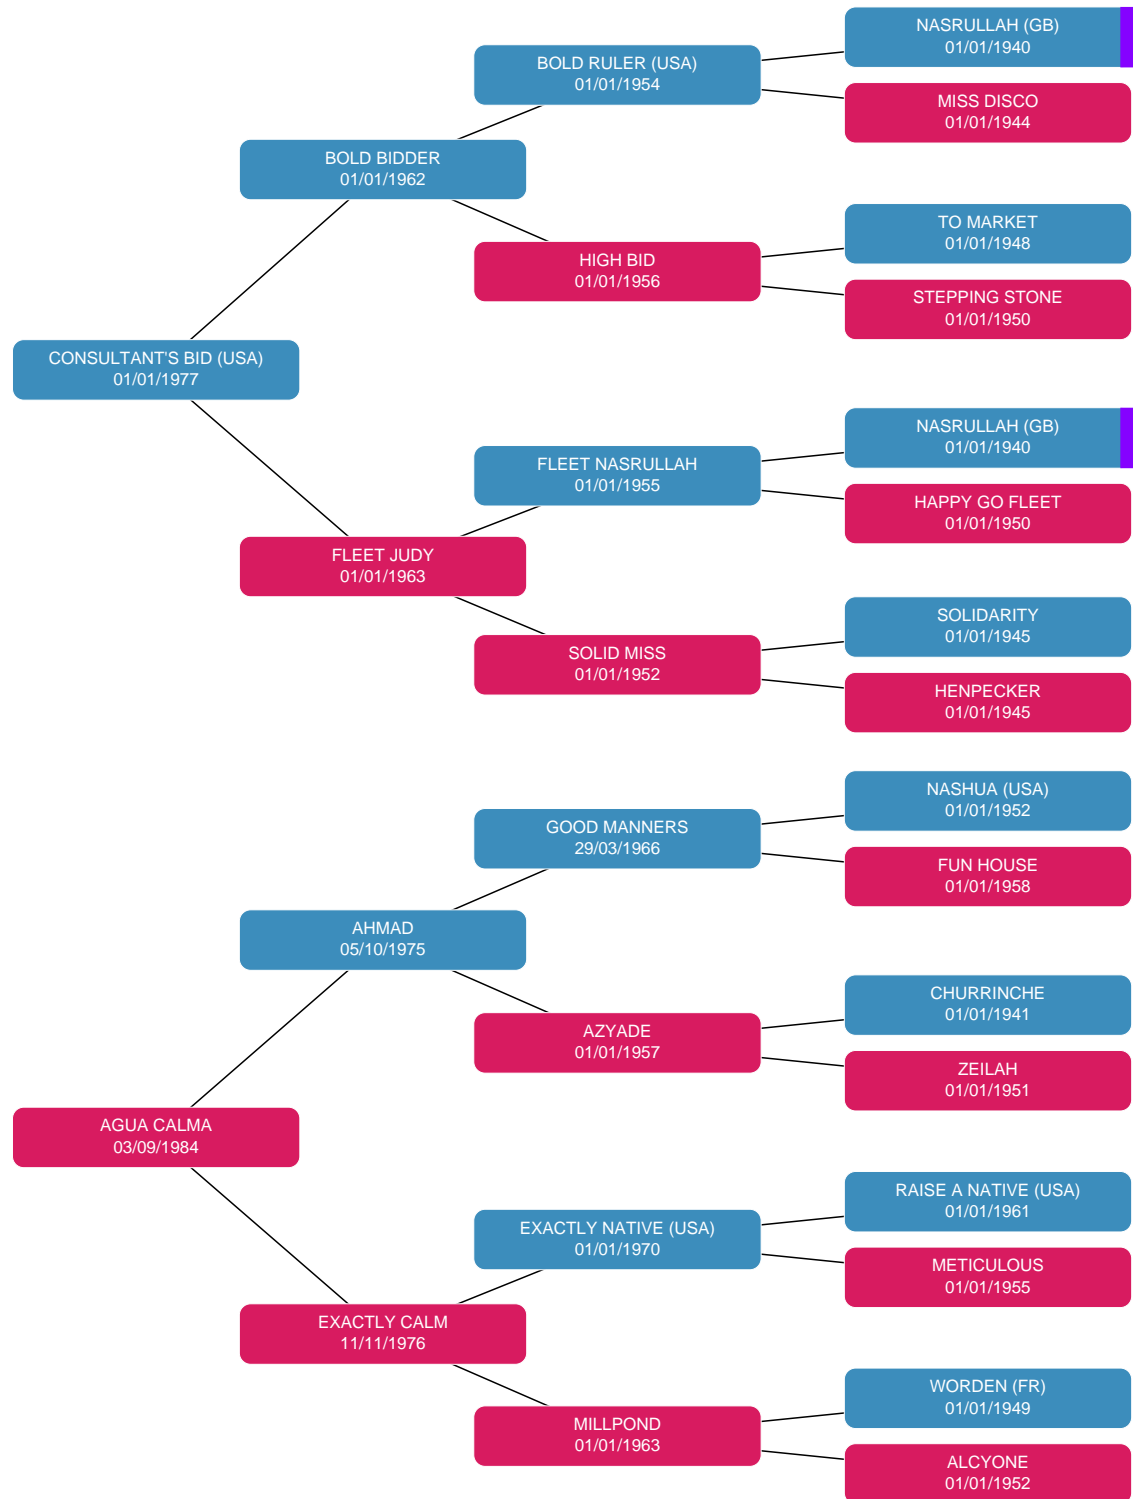 NASRULLAH (GB)
01/01/1940
BOLD RULER (USA)
01/01/1954
MISS DISCO
01/01/1944
BOLD BIDDER
01/01/1962
TO MARKET
01/01/1948
HIGH BID
01/01/1956
STEPPING STONE
01/01/1950
CONSULTANT'S BID (USA)
01/01/1977
NASRULLAH (GB)
01/01/1940
FLEET NASRULLAH
01/01/1955
HAPPY GO FLEET
01/01/1950
FLEET JUDY
01/01/1963
SOLIDARITY
01/01/1945
SOLID MISS
01/01/1952
HENPECKER
01/01/1945
NASHUA (USA)
01/01/1952
GOOD MANNERS
29/03/1966
FUN HOUSE
01/01/1958
AHMAD
05/10/1975
CHURRINCHE
01/01/1941
AZYADE
01/01/1957
ZEILAH
01/01/1951
AGUA CALMA
03/09/1984
RAISE A NATIVE (USA)
01/01/1961
EXACTLY NATIVE (USA)
01/01/1970
METICULOUS
01/01/1955
EXACTLY CALM
11/11/1976
WORDEN (FR)
01/01/1949
MILLPOND
01/01/1963
ALCYONE
01/01/1952